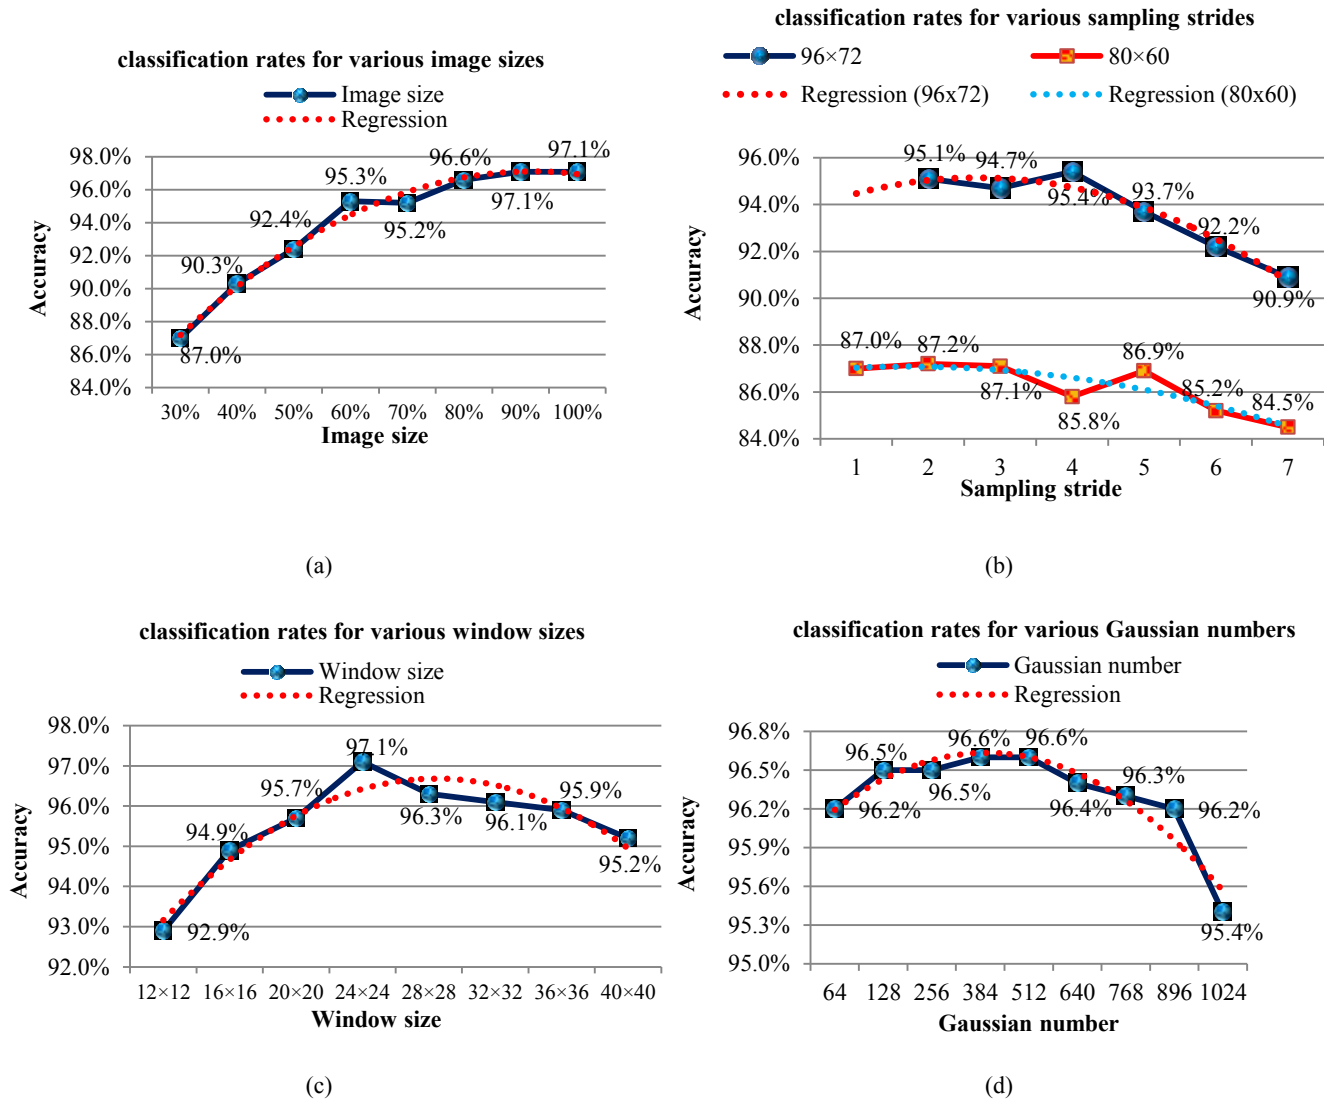 classification rates for various image sizes
Image size
Regression
98.0%
96.0%
94.0%
92.0%
90.0%
88.0%
86.0%
84.0%
Accuracy
87.0%
90.3%
92.4%
95.3%
95.2%
96.6%
97.1%
97.1%
30% 40% 50% 60% 70% 80% 90% 100%
Image size
(a)
classification rates for various sampling strides
96×72
80×60
Regression (96x72)
Regression (80x60)
96.0%
94.0%
92.0%
90.0%
88.0%
86.0%
84.0%
Accuracy
95.1%
94.7%
95.4%
93.7%
92.2%
90.9%
87.0%
87.2%
87.1%
85.8%
86.9%
85.2%
84.5%
1 2 3 4 5 6 7
Sampling stride
(b)
classification rates for various window sizes
Window size
Regression
98.0%
97.0%
96.0%
95.0%
94.0%
93.0%
92.0%
Accuracy
92.9%
94.9%
95.7%
97.1%
96.3%
96.1%
95.9%
95.2%
12×12 16×16 20×20 24×24 28×28 32×32 36×36 40×40
Window size
(c)
classification rates for various Gaussian numbers
Gaussian number
Regression
96.8%
96.5%
96.2%
95.9%
95.6%
95.3%
95.0%
Accuracy
96.2%
96.5%
96.5%
96.6%
96.6%
96.4%
96.3%
96.2%
95.4%
64 128 256 384 512 640 768 896 1024
Gaussian number
(d)